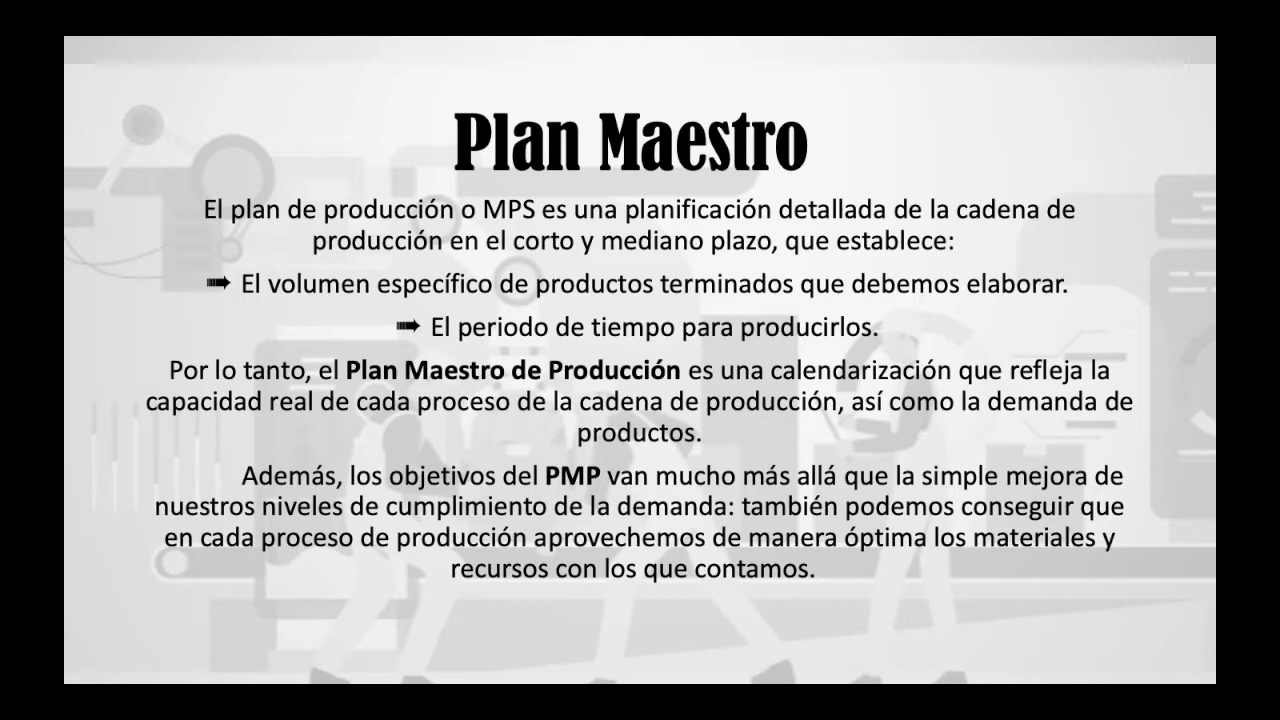 Plan Maestro
El plan de producción o MPS es una planificación detallada de la cadena de
producción en el corto y mediano plazo, que establece:
➠ El volumen específico de productos terminados que debemos elaborar.
➠ El periodo de tiempo para producirlos.
Por lo tanto, el Plan Maestro de Producción es una calendarización que refleja la
capacidad real de cada proceso de la cadena de producción, así como la demanda de
productos.
Además, los objetivos del PMP van mucho más allá que la simple mejora de
nuestros niveles de cumplimiento de la demanda: también podemos conseguir que
en cada proceso de producción aprovechemos de manera óptima los materiales y
recursos con los que contamos.